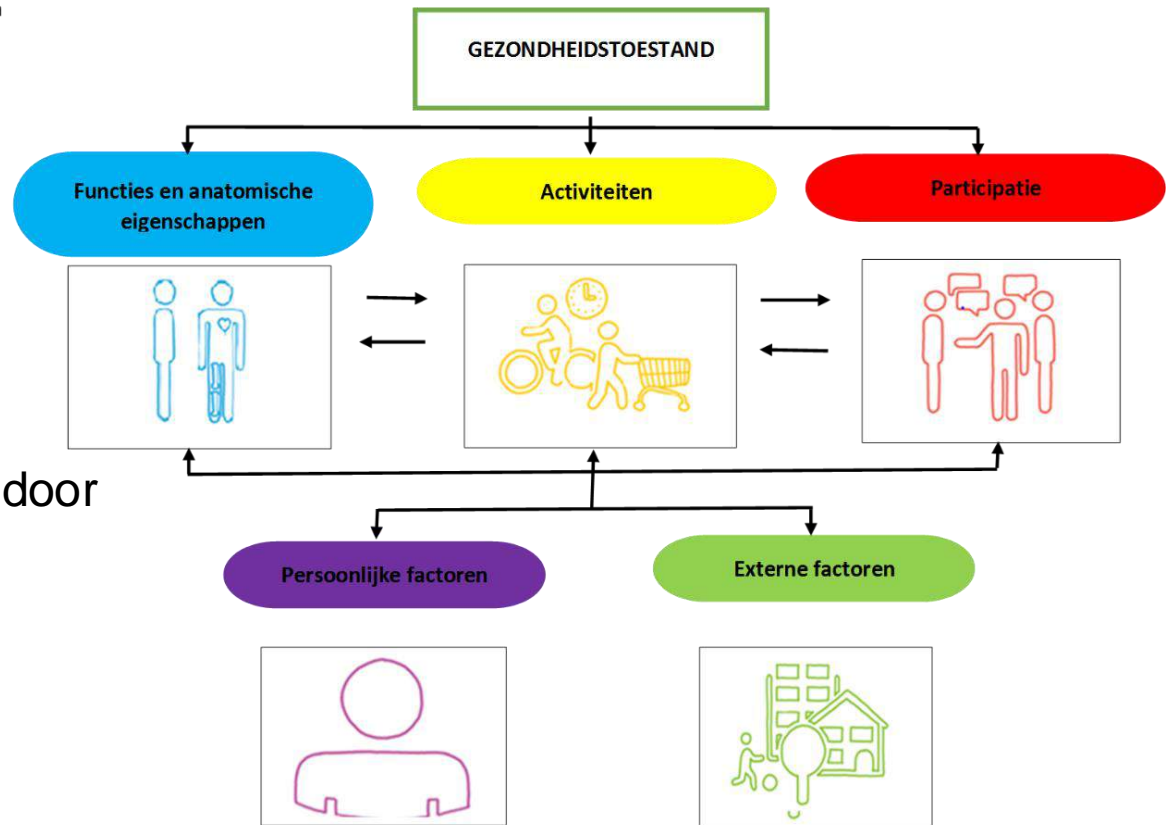 GEZONDHEIDSTOESTAND
Functies en anatomische
eigenschappen
Activiteiten
Participatie
door
Persoonlijke factoren
Externe factoren